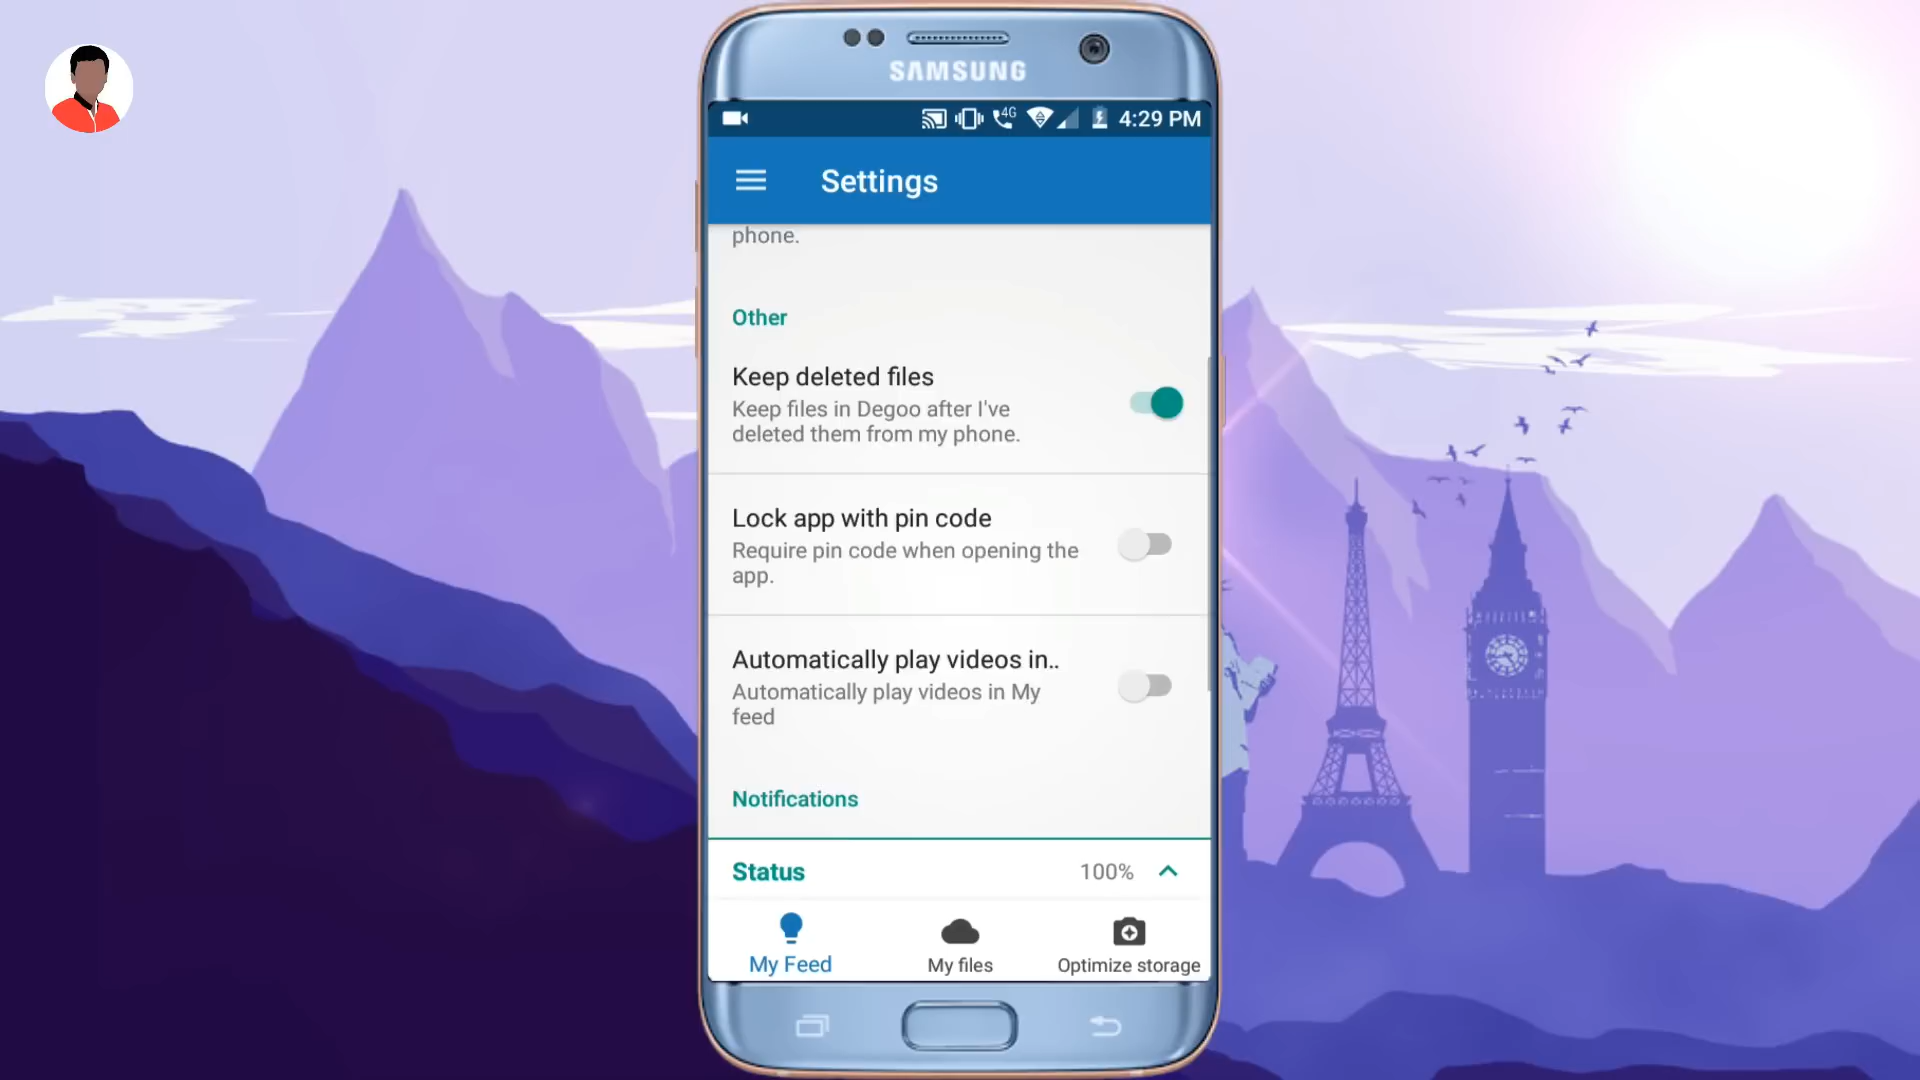 SAMSUNG
4G
4:29 PM
Settings
phone.
Other
Keep deleted files
Keep files in Degoo after I've
deleted them from my phone.
Lock app with pin code
Require pin code when opening the
app.
Automatically play videos in..
Automatically play videos in My
feed
Notifications
Status 100%
My Feed My files Optimize storage